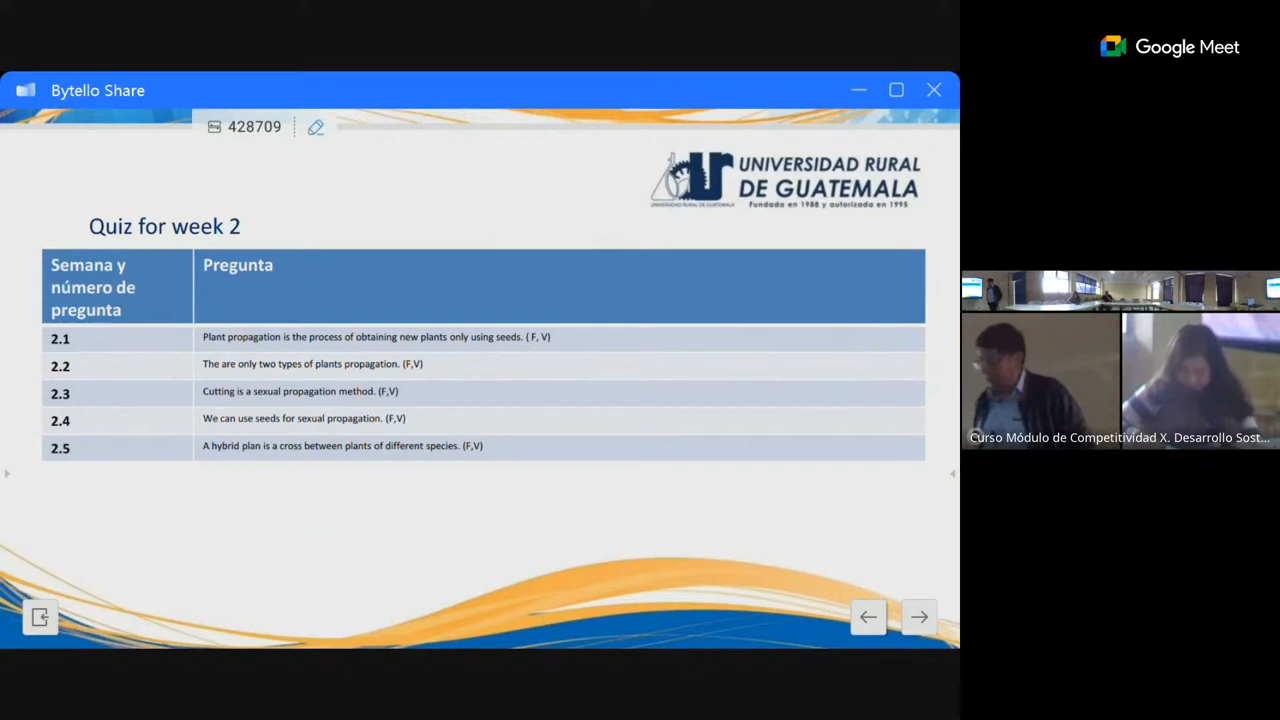 Google Meet
Bytello Share
428709
UNIVERSIDAD RURAL
DE GUATEMALA
Fundada en 1988 y autorizada en 1995
UNIVERSIDAD RURAL DE GUATEMALA
Quiz for week 2
Semana y número de pregunta
Pregunta
2.1
Plant propagation is the process of obtaining new plants only using seeds. ( F, V)
2.2
The are only two types of plants propagation. (F,V)
2.3
Cutting is a sexual propagation method. (F,V)
2.4
We can use seeds for sexual propagation. (F,V)
2.5
A hybrid plan is a cross between plants of different species. (F,V)
Curso Módulo de Competitividad X. Desarrollo Sost...